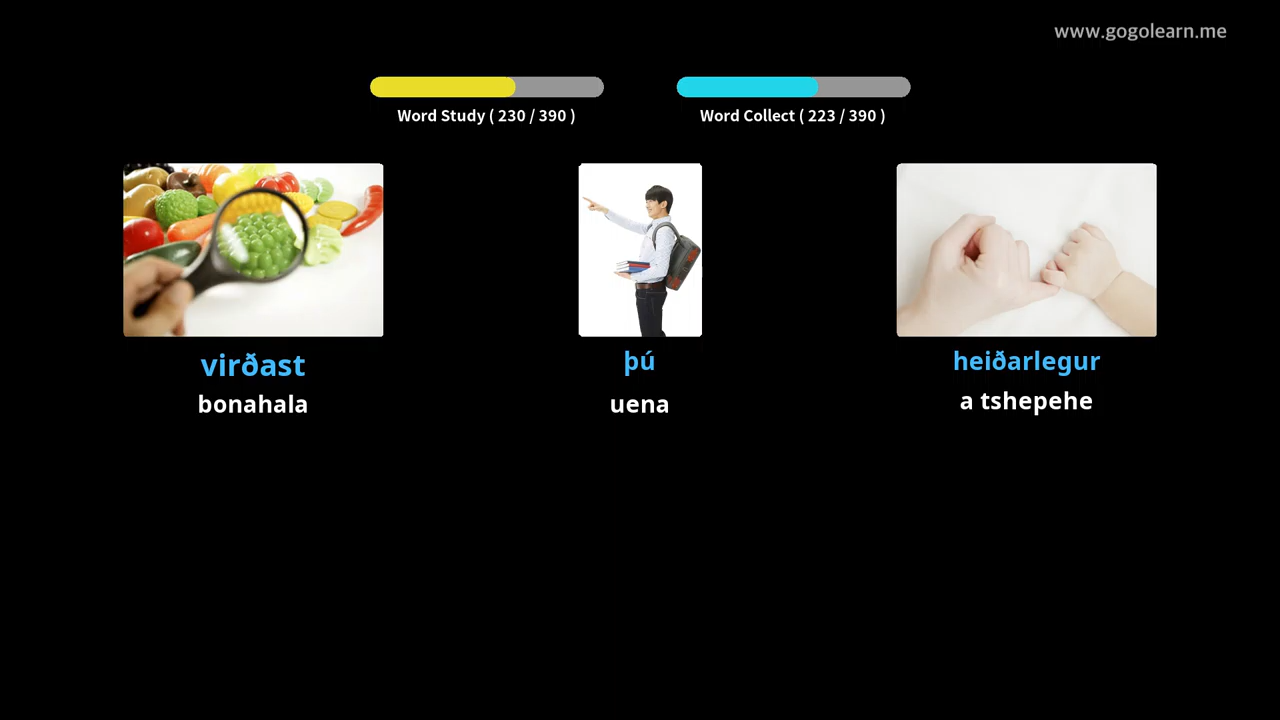 www.gogolearn.me
Word Study ( 230 / 390 )
Word Collect ( 223 / 390 )
virðast
bonahala
þú
uena
heiðarlegur
a tshepehe